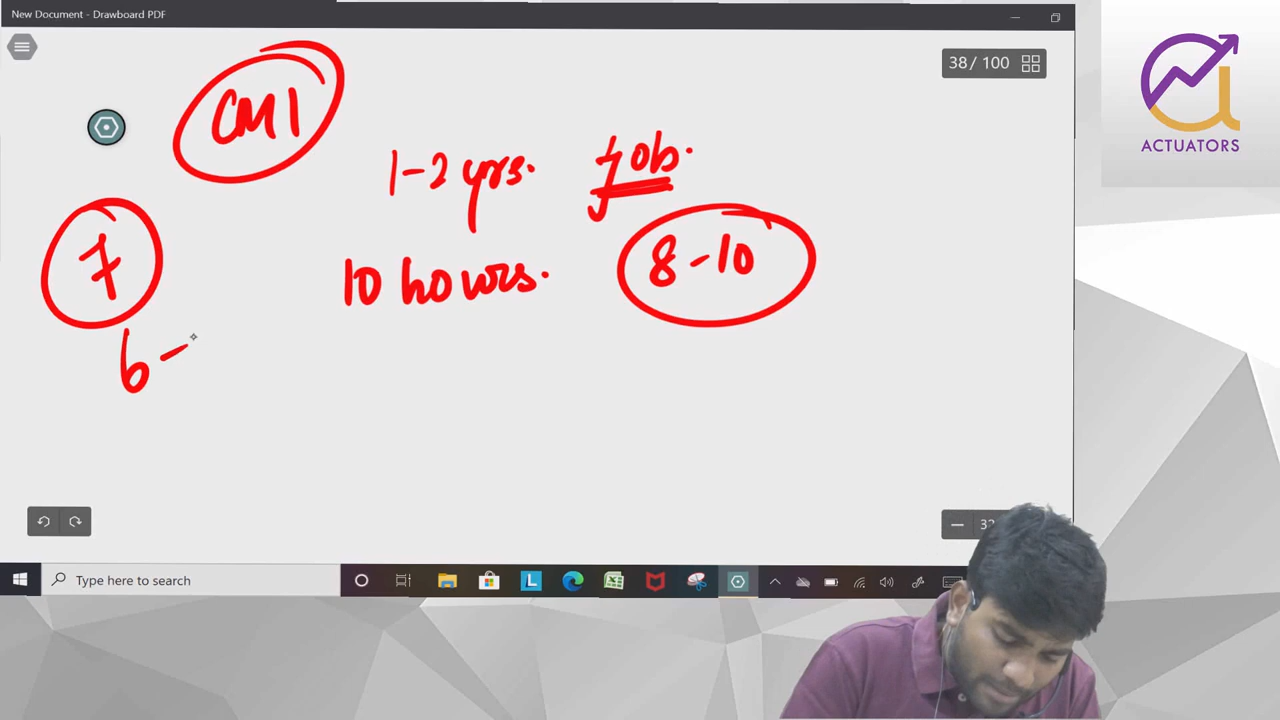 New Document - Drawboard PDF
38 / 100
CM1
1-2 yrs. job.
7
10 hours. 8-10
6 -
Type here to search
ACTUATORS